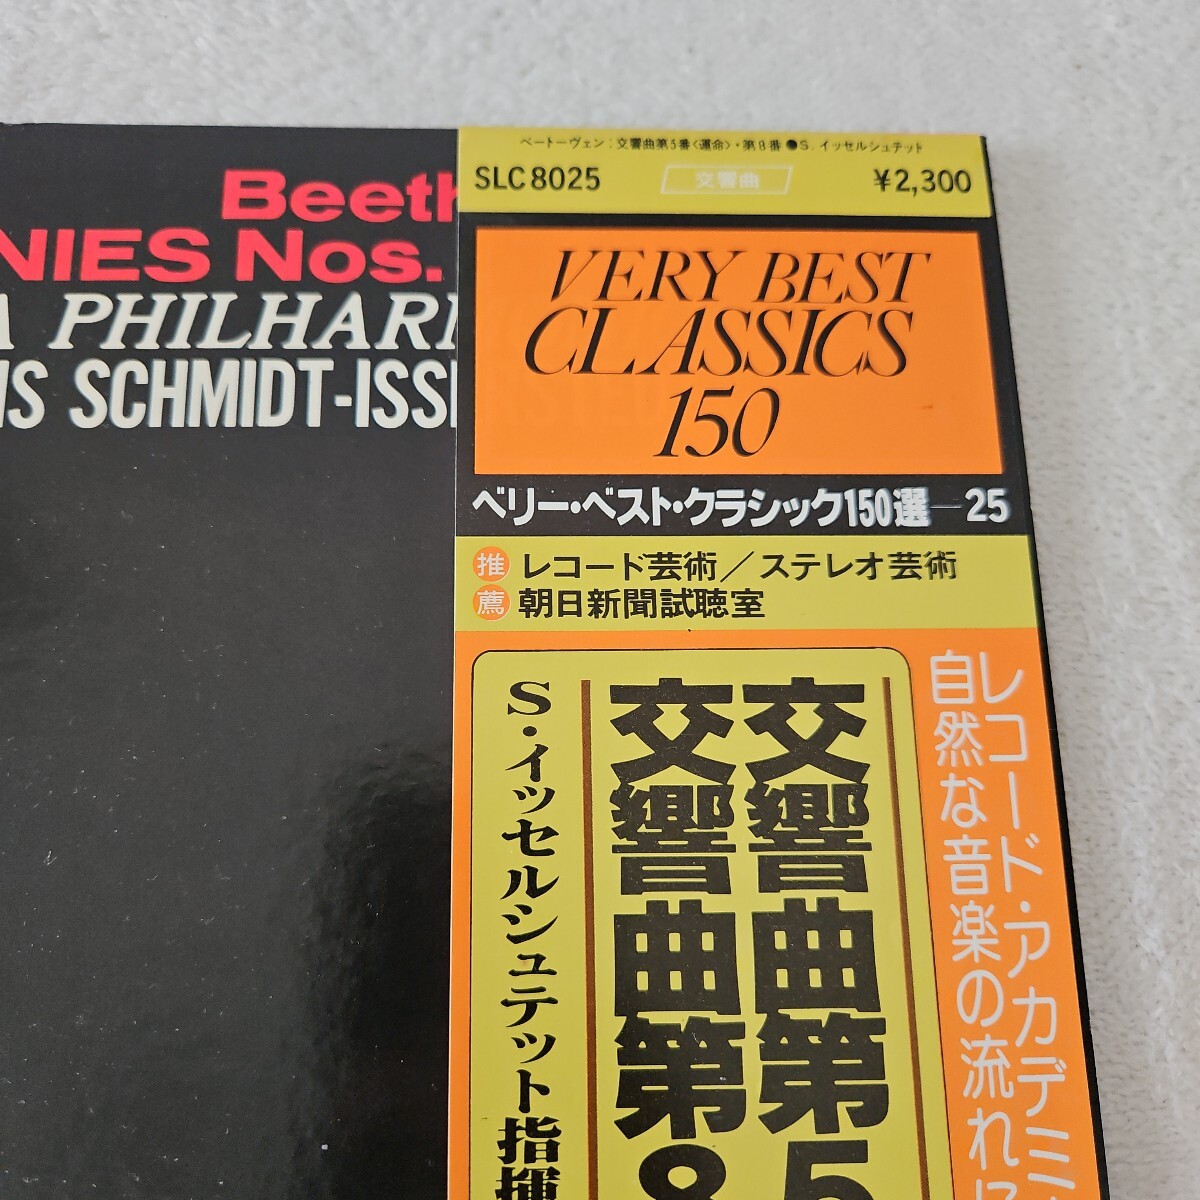 Beeth
NIES Nos.
A PHILHAR
NS SCHMIDT-ISS
ベートーヴェン:交響曲第5番〈運命〉・第8番●S.イッセルシュテット
SLC8025 交響曲 ¥2,300
VERY BEST
CLASSICS
150
ベリー・ベスト・クラシック150選—25
推 レコード芸術/ステレオ芸術
薦 朝日新聞試聴室
レコード・アカデミ
自然な音楽の流れに
交響曲第5
交響曲第8
S・イッセルシュテット指揮